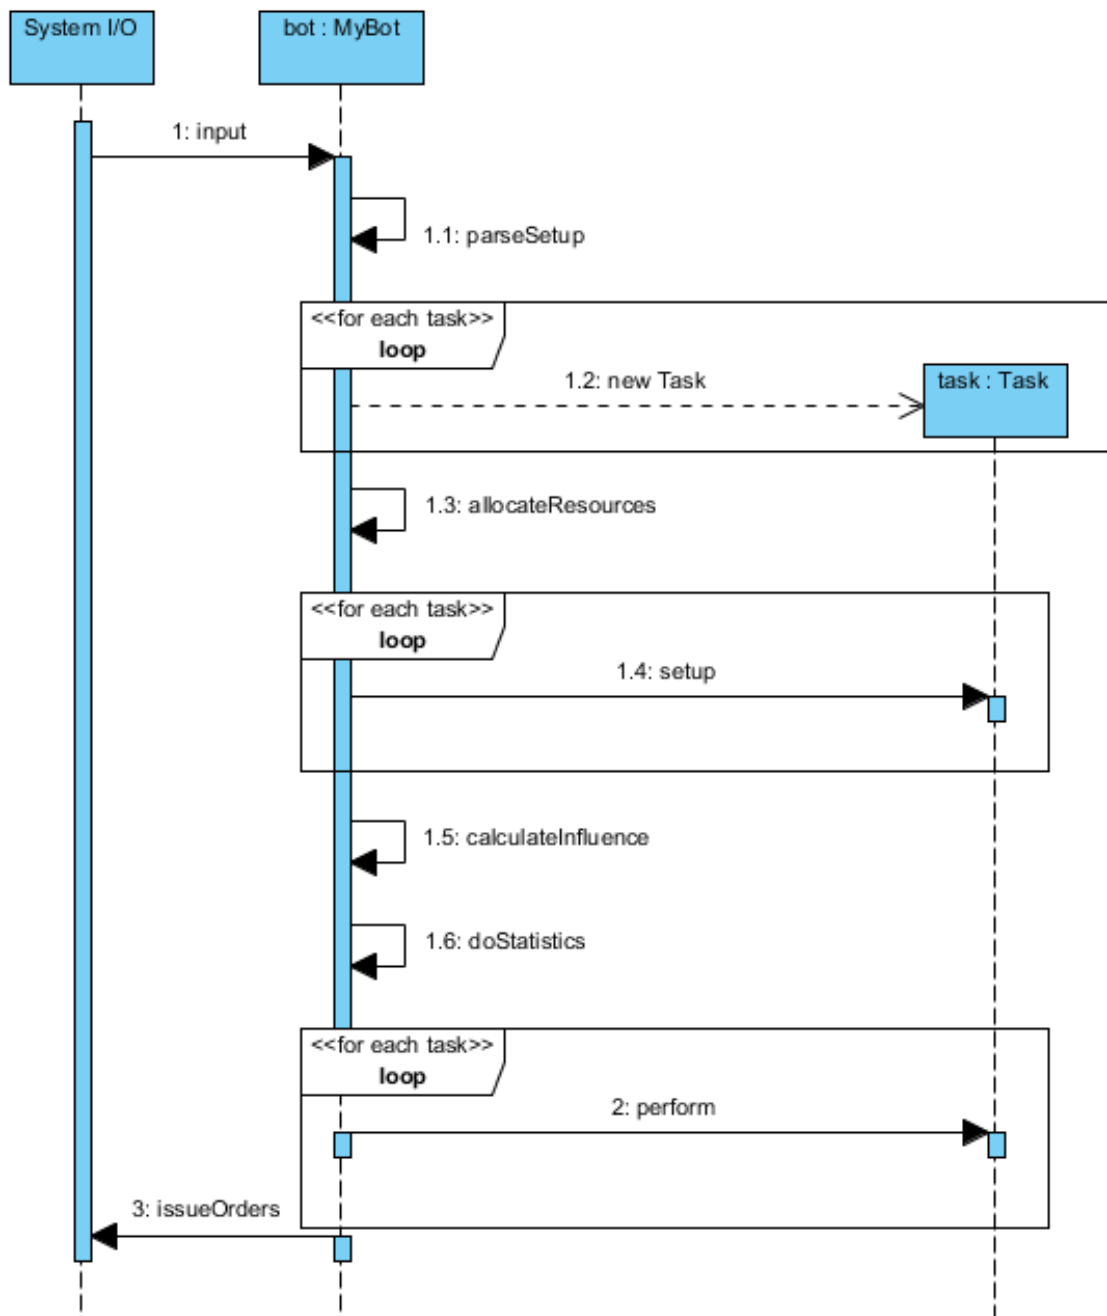 System I/O
bot : MyBot
1: input
1.1: parseSetup
<<for each task>>
loop
1.2: new Task
task : Task
1.3: allocateResources
<<for each task>>
loop
1.4: setup
1.5: calculateInfluence
1.6: doStatistics
<<for each task>>
loop
2: perform
3: issueOrders